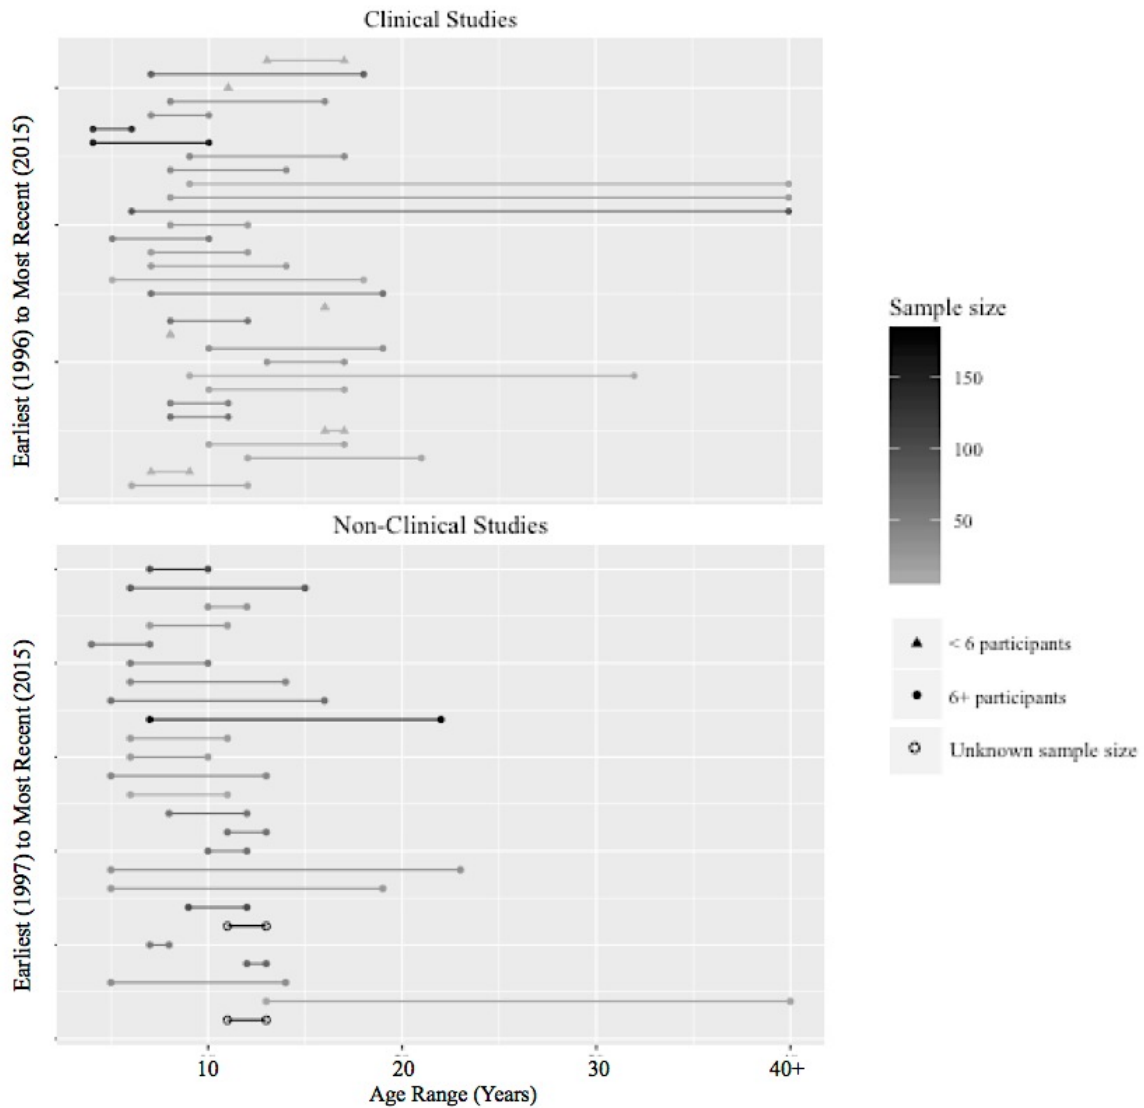 Clinical Studies
Earliest (1996) to Most Recent (2015)
Non-Clinical Studies
Earliest (1997) to Most Recent (2015)
10 20 30 40+
Age Range (Years)
Sample size
150
100
50
< 6 participants
6+ participants
Unknown sample size